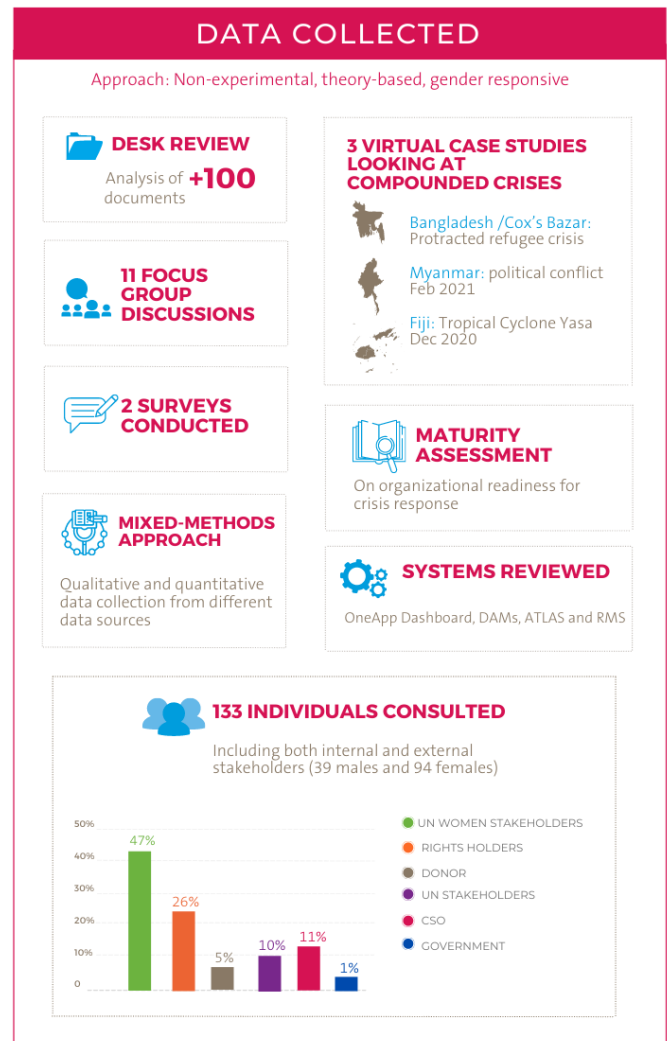 DATA COLLECTED
Approach: Non-experimental, theory-based, gender responsive
DESK REVIEW
Analysis of +100
documents
11 FOCUS
GROUP
DISCUSSIONS
2 SURVEYS
CONDUCTED
MIXED-METHODS
APPROACH
Qualitative and quantitative
data collection from different
data sources
3 VIRTUAL CASE STUDIES
LOOKING AT
COMPOUNDED CRISES
Bangladesh /Cox's Bazar:
Protracted refugee crisis
Myanmar: political conflict
Feb 2021
Fiji: Tropical Cyclone Yasa
Dec 2020
MATURITY
ASSESSMENT
On organizational readiness for
crisis response
SYSTEMS REVIEWED
OneApp Dashboard, DAMs, ATLAS and RMS
133 INDIVIDUALS CONSULTED
Including both internal and external
stakeholders (39 males and 94 females)
50%
40%
30%
20%
10%
0
47%
26%
5%
10%
11%
1%
UN WOMEN STAKEHOLDERS
RIGHTS HOLDERS
DONOR
UN STAKEHOLDERS
CSO
GOVERNMENT